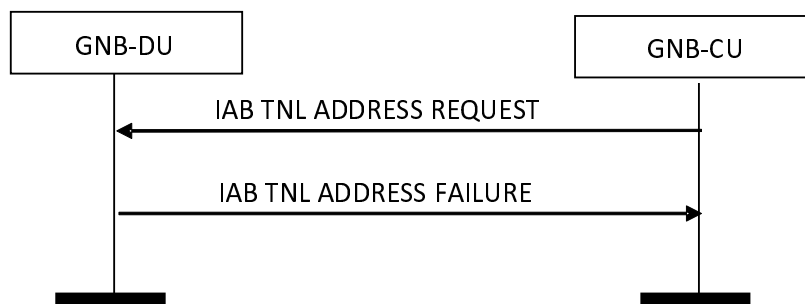 GNB-DU
GNB-CU
IAB TNL ADDRESS REQUEST
IAB TNL ADDRESS FAILURE